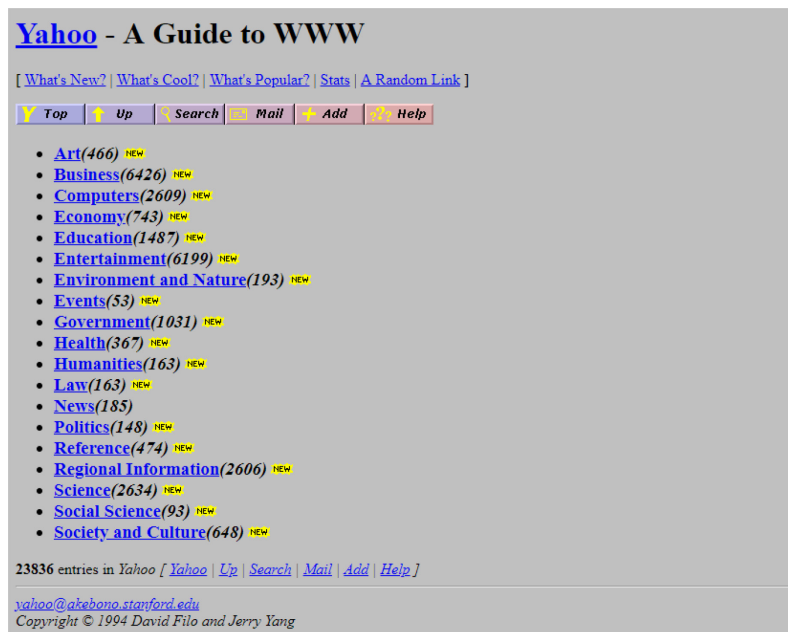 Yahoo - A Guide to WWW
[ What's New? | What's Cool? | What's Popular? | Stats | A Random Link ]
Y Top Up Search Mail Add ??? Help
Art(466) NEW
Business(6426) NEW
Computers(2609) NEW
Economy(743) NEW
Education(1487) NEW
Entertainment(6199) NEW
Environment and Nature(193) NEW
Events(53) NEW
Government(1031) NEW
Health(367) NEW
Humanities(163) NEW
Law(163) NEW
News(185)
Politics(148) NEW
Reference(474) NEW
Regional Information(2606) NEW
Science(2634) NEW
Social Science(93) NEW
Society and Culture(648) NEW
23836 entries in Yahoo [ Yahoo | Up | Search | Mail | Add | Help ]
yahoo@akebono.stanford.edu
Copyright © 1994 David Filo and Jerry Yang